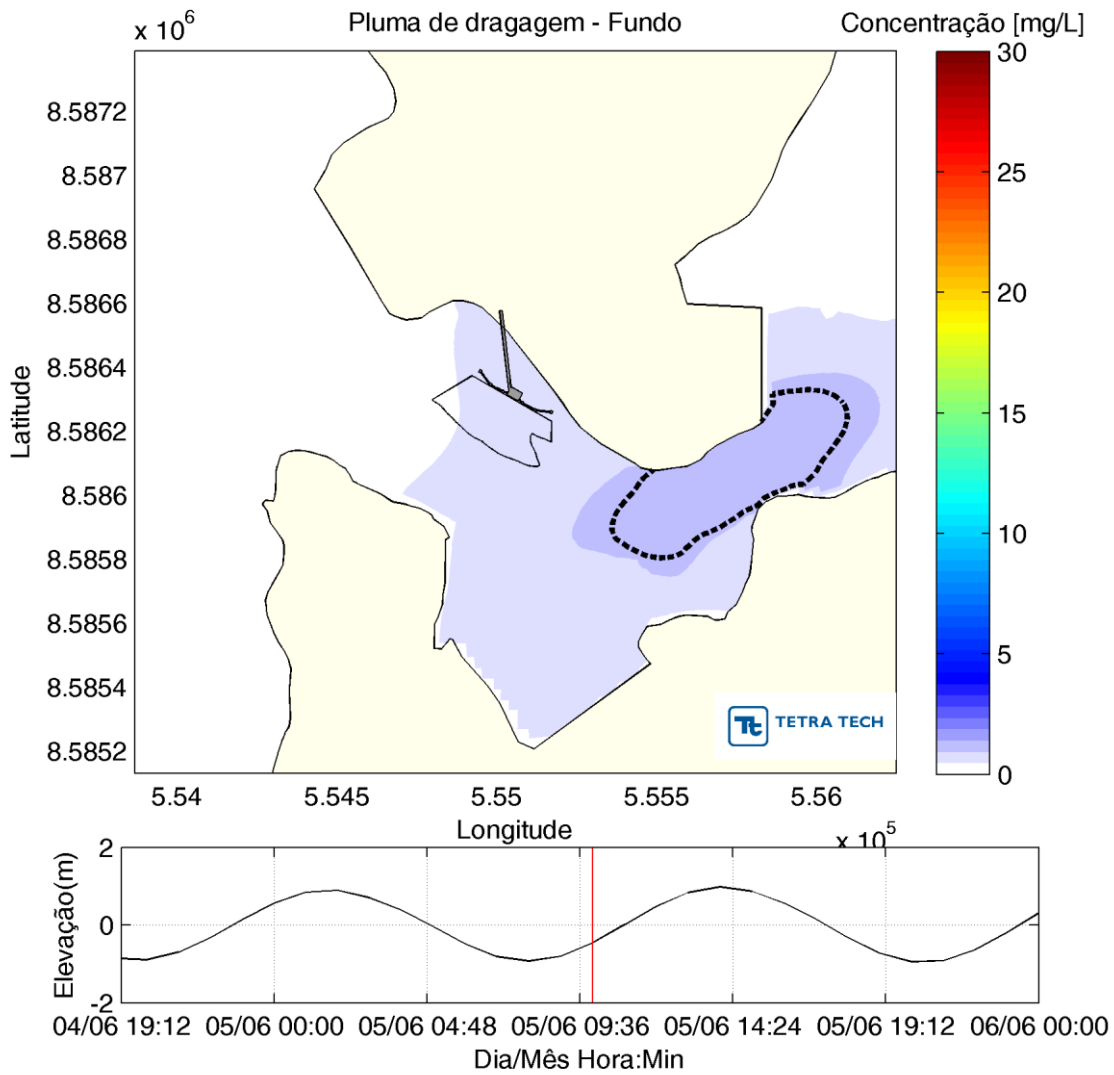 Pluma de dragagem - Fundo
Concentração [mg/L]
x 10^6
8.5872
8.587
8.5868
8.5866
8.5864
8.5862
8.586
8.5858
8.5856
8.5854
8.5852
Latitude
30
25
20
15
10
5
0
Tt TETRA TECH
5.54 5.545 5.55 5.555 5.56
Longitude
x 10^5
2
0
-2
Elevação(m)
04/06 19:12 05/06 00:00 05/06 04:48 05/06 09:36 05/06 14:24 05/06 19:12 06/06 00:00
Dia/Mês Hora:Min